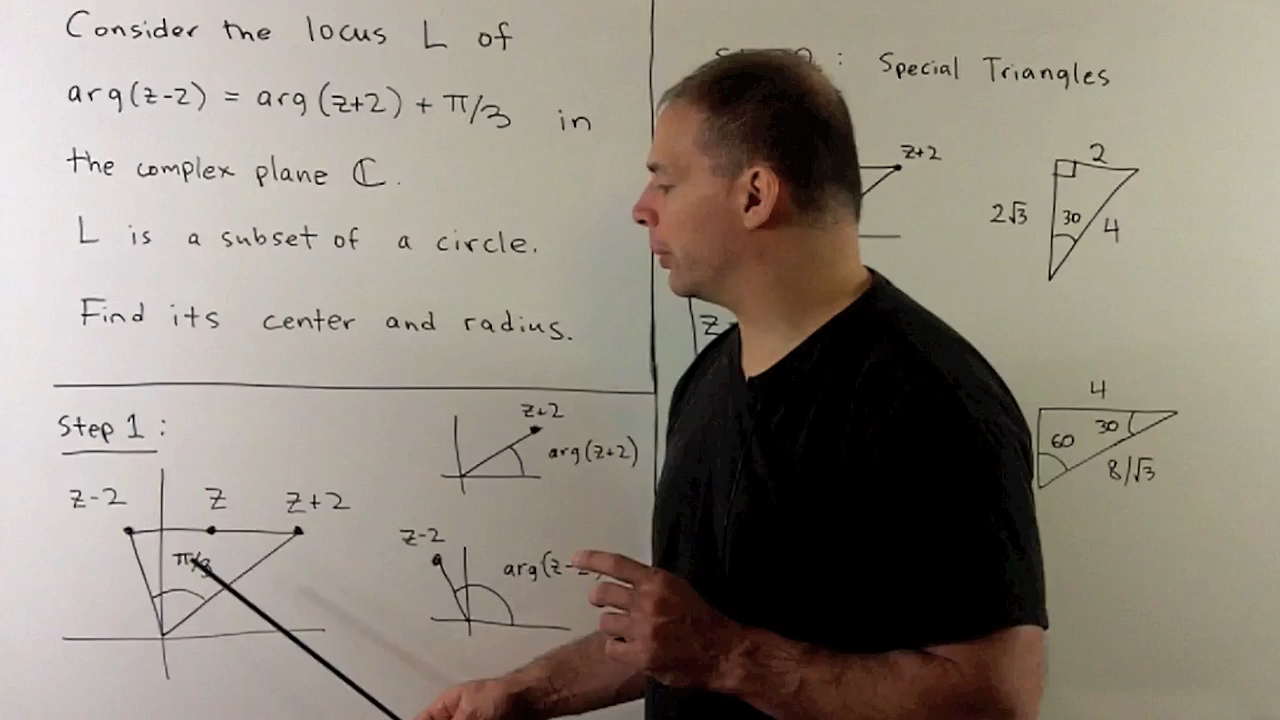 Consider the locus L of
arg(z-2) = arg(z+2) + π/3 in
the complex plane ℂ.
L is a subset of a circle.
Find its center and radius.
Step 1:
z-2 z z+2
π/3
z+2
arg(z+2)
z-2
arg(z-2)
: Special Triangles
z+2
z
2
2√3 30 4
4
60 30
8/√3